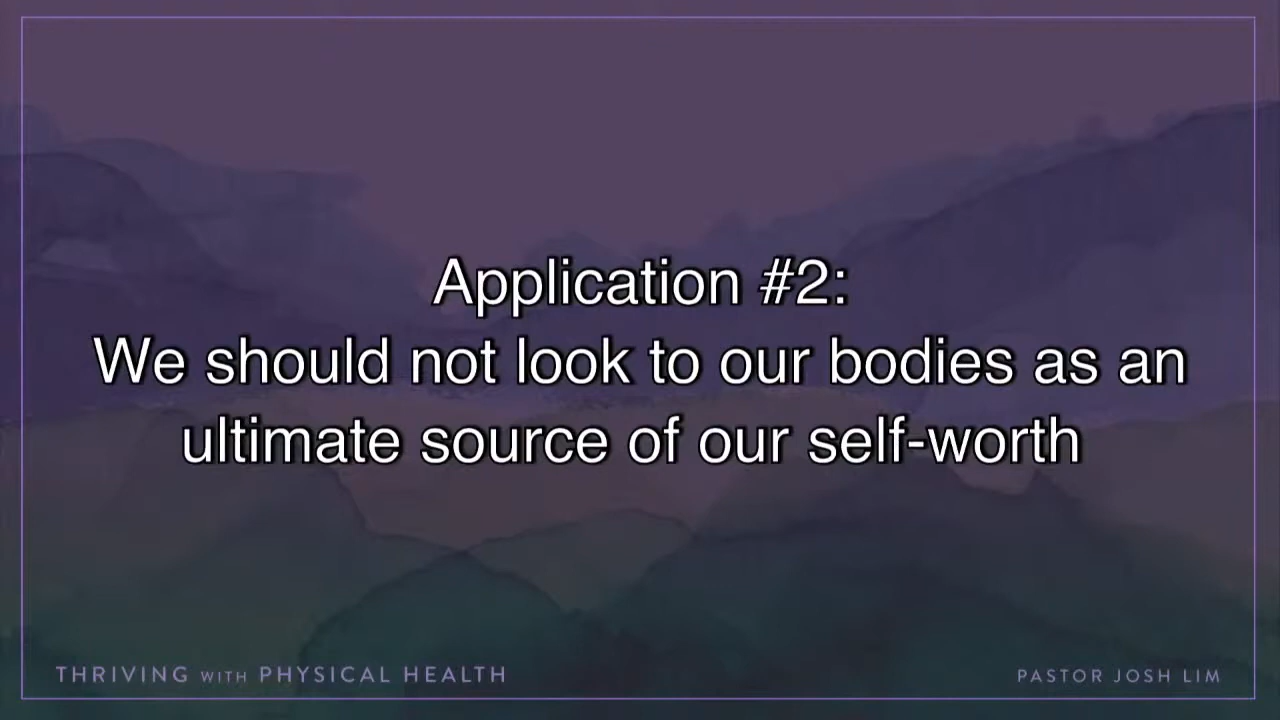 Application #2:
We should not look to our bodies as an
ultimate source of our self-worth
THRIVING WITH PHYSICAL HEALTH
PASTOR JOSH LIM